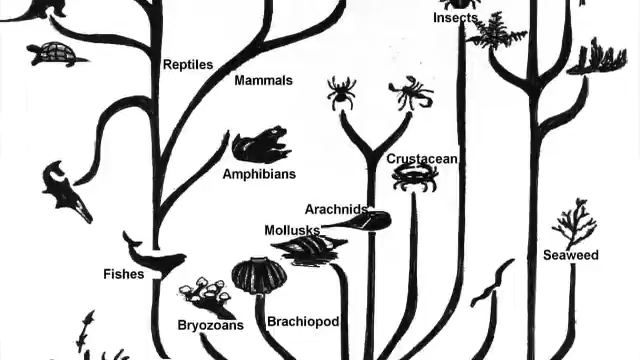 Insects
Reptiles
Mammals
Crustacean
Amphibians
Arachnids
Mollusks
Seaweed
Fishes
Bryozoans
Brachiopod